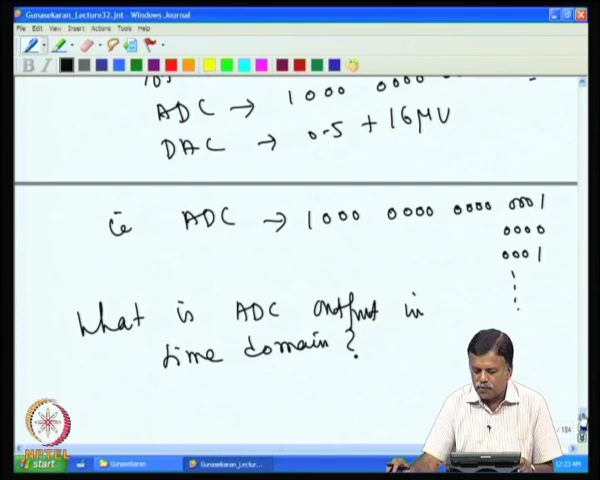 Gunasekaran_Lecture32.jnt - Windows Journal
File Edit View Insert Actions Tools Help
B I
ADC → 1000 0000
DAC → 0.5 + 16μV
ie ADC → 1000 0000 0000 0001
0000
0001
What is ADC output in
time domain?
/ 184
NPTEL
start
Gunasekaran
Gunasekaran_Lectur...
12:23 AM